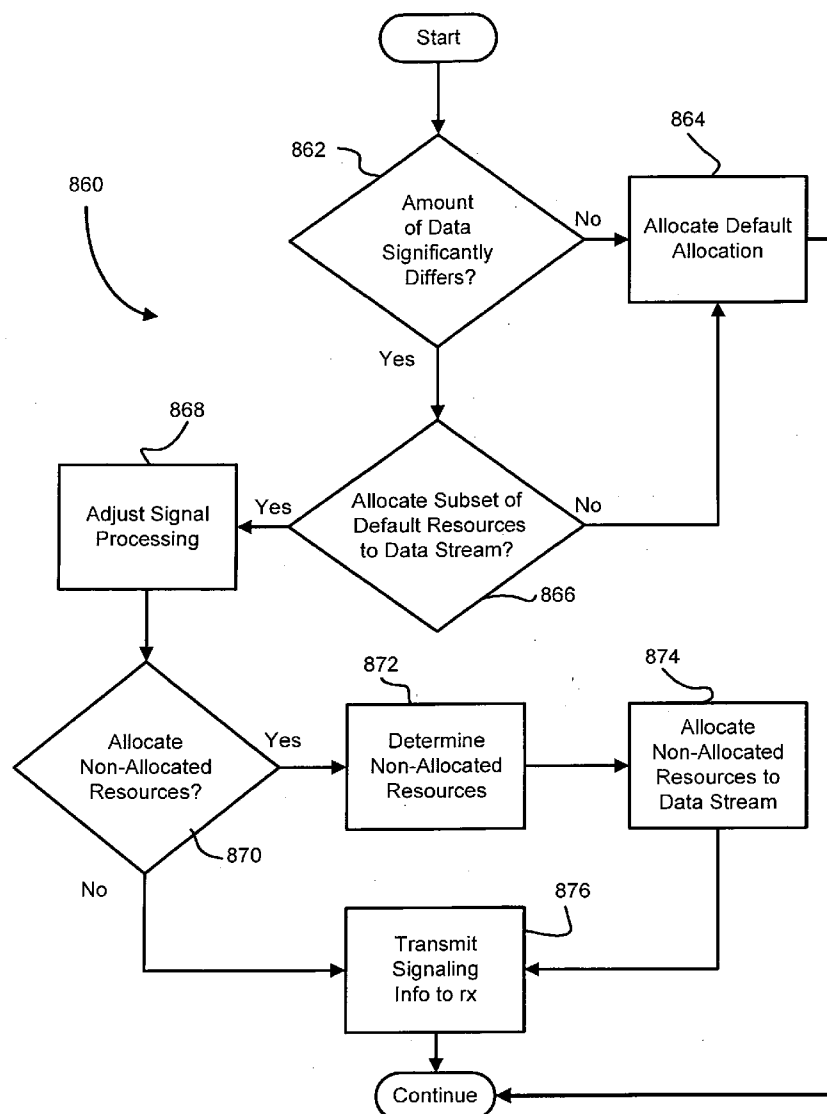 Start
862
864
860
Amount
of Data
Significantly
Differs?
No
Allocate Default
Allocation
Yes
868
Adjust Signal
Processing
Yes
Allocate Subset of
Default Resources
to Data Stream?
No
866
872
874
Allocate
Non-Allocated
Resources?
Yes
Determine
Non-Allocated
Resources
Allocate
Non-Allocated
Resources to
Data Stream
870
No
876
Transmit
Signaling
Info to rx
Continue